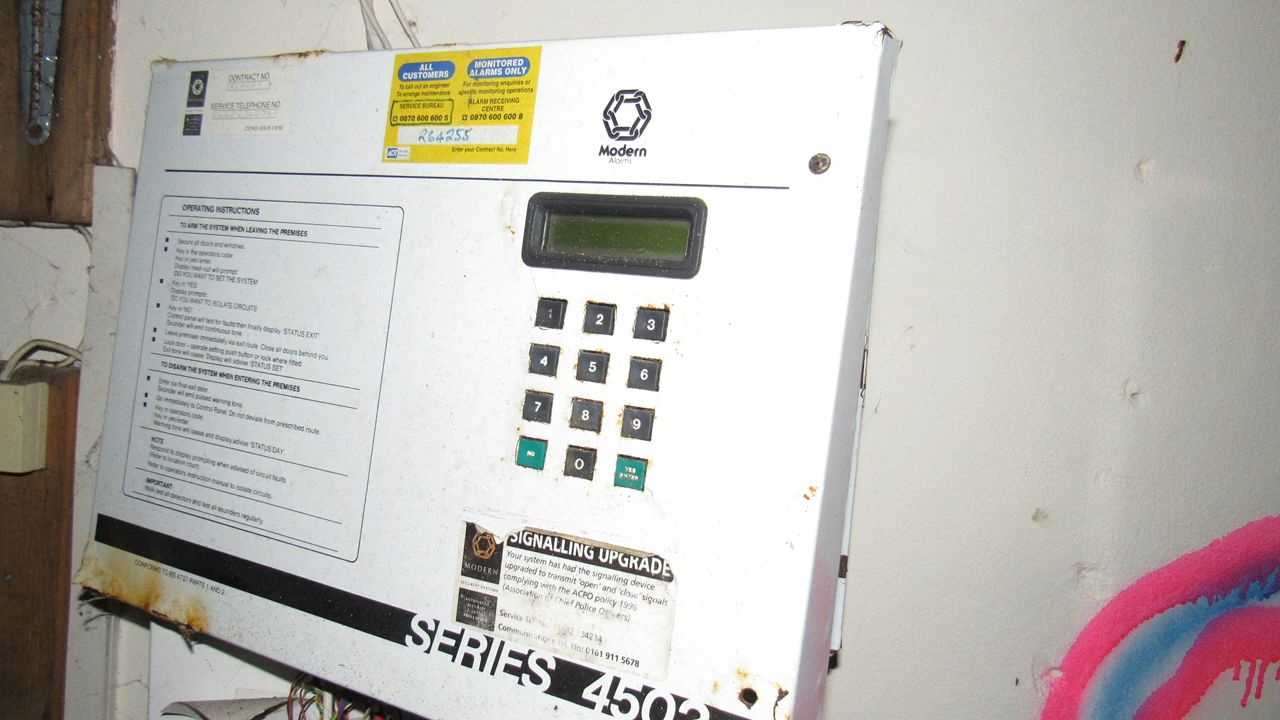 CONTRACT NO.
SERVICE TELEPHONE NO.
ALL
CUSTOMERS
To call out an engineer
To arrange maintenance
SERVICE BUREAU
0870 600 600 5
MONITORED
ALARMS ONLY
For monitoring enquiries or
specific monitoring operations
ALARM RECEIVING
CENTRE
0870 600 600 8
R64255
Enter your Contract No. Here
Modern
Alarms
OPERATING INSTRUCTIONS
TO ARM THE SYSTEM WHEN LEAVING THE PREMISES
Secure all doors and windows.
Key in the operators code
Key in yes/enter
Display read-out will prompt:
'DO YOU WANT TO SET THE SYSTEM'
Key in 'YES'
Display prompts:
'DO YOU WANT TO ISOLATE CIRCUITS'
Key in 'NO'
Control panel will test for faults then finally display 'STATUS EXIT'
Sounder will emit continuous tone.
Leave premises immediately via exit route. Close all doors behind you.
Lock door - operate setting push button or lock where fitted.
Exit tone will cease. Display will advise 'STATUS SET'
TO DISARM THE SYSTEM WHEN ENTERING THE PREMISES
Enter via final exit door.
Sounder will emit pulsed warning tone.
Go immediately to Control Panel. Do not deviate from prescribed route.
Key in operators code.
Key in yes/enter
Warning tone will cease and display advise 'STATUS DAY'
NOTE
Respond to display prompting when advised of circuit faults
(Refer to location chart)
Refer to operators instruction manual to isolate circuits.
IMPORTANT:
Walk test all detectors and test all sounders regularly.
1 2 3
4 5 6
7 8 9
NO 0 YES
ENTER
CONFORMS TO BS 4737 PARTS 1 AND 2.
MODERN
SECURITY SYSTEMS
SIGNALLING UPGRADE
Your system has had the signalling device
upgraded to transmit 'open' and 'close' signals
complying with the ACPO policy 1996
(Association of Chief Police Officers)
Service 34234
Communications Tel. No: 0161 911 5678
SERIES 4502